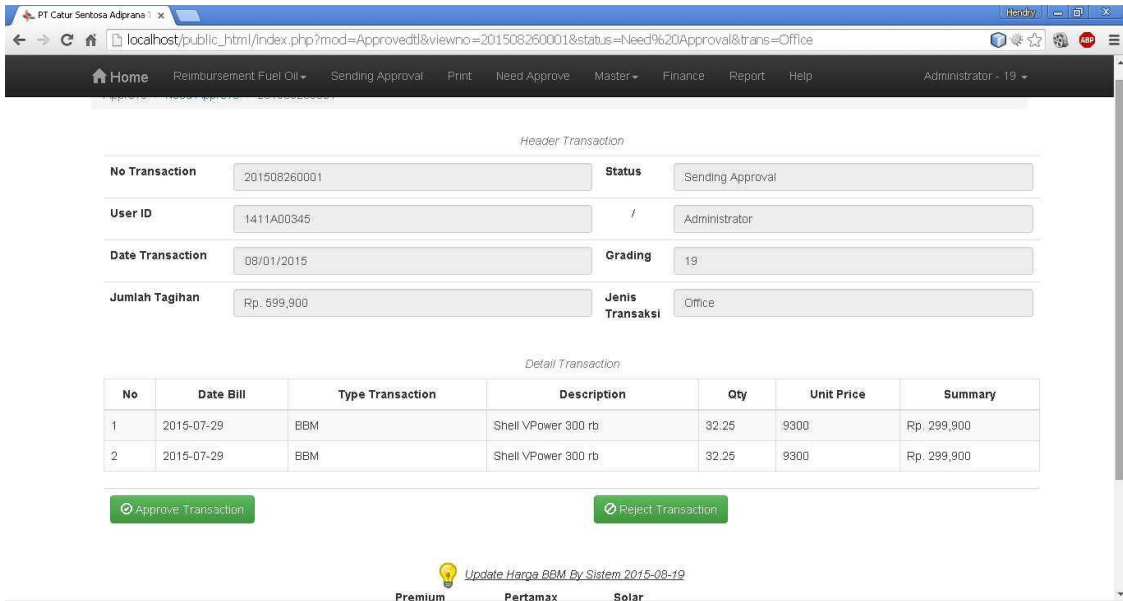 PT Catur Sentosa Adiprana
Hendry
localhost/public_html/index.php?mod=Approvedtl&viewno=201508260001&status=Need%20Approval&trans=Office
ABP
Home Reimbursement Fuel Oil Sending Approval Print Need Approve Master Finance Report Help Administrator - 19
Approve / Need Approve / 201508260001
Header Transaction
No Transaction 201508260001 Status Sending Approval
User ID 1411A00345 / Administrator
Date Transaction 08/01/2015 Grading 19
Jumlah Tagihan Rp. 599,900 Jenis Transaksi Office
Detail Transaction
No Date Bill Type Transaction Description Qty Unit Price Summary
1 2015-07-29 BBM Shell VPower 300 rb 32.25 9300 Rp. 299,900
2 2015-07-29 BBM Shell VPower 300 rb 32.25 9300 Rp. 299,900
Approve Transaction Reject Transaction
Update Harga BBM By Sistem 2015-08-19
Premium Pertamax Solar